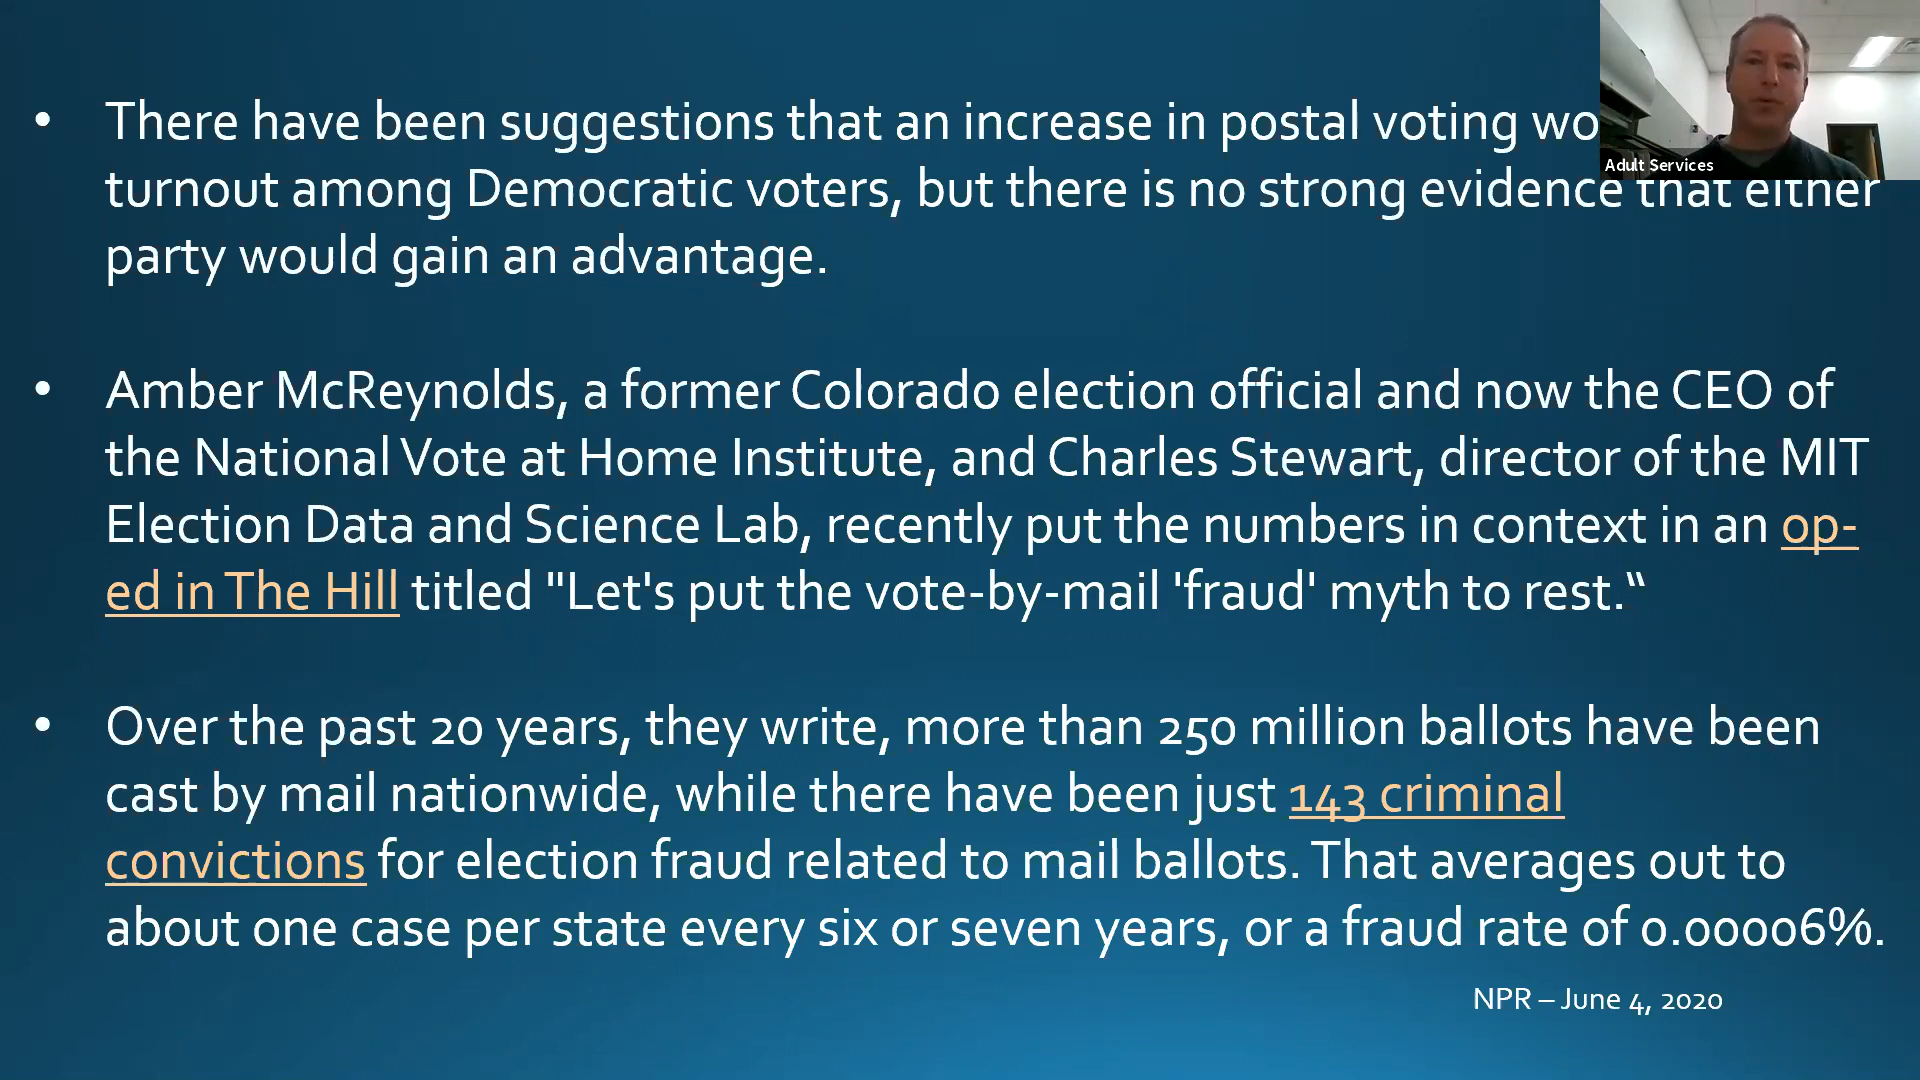 • There have been suggestions that an increase in postal voting wo
turnout among Democratic voters, but there is no strong evidence that either
party would gain an advantage.
• Amber McReynolds, a former Colorado election official and now the CEO of
the National Vote at Home Institute, and Charles Stewart, director of the MIT
Election Data and Science Lab, recently put the numbers in context in an op-
ed in The Hill titled "Let's put the vote-by-mail 'fraud' myth to rest.“
• Over the past 20 years, they write, more than 250 million ballots have been
cast by mail nationwide, while there have been just 143 criminal
convictions for election fraud related to mail ballots. That averages out to
about one case per state every six or seven years, or a fraud rate of 0.00006%.
NPR – June 4, 2020
Adult Services